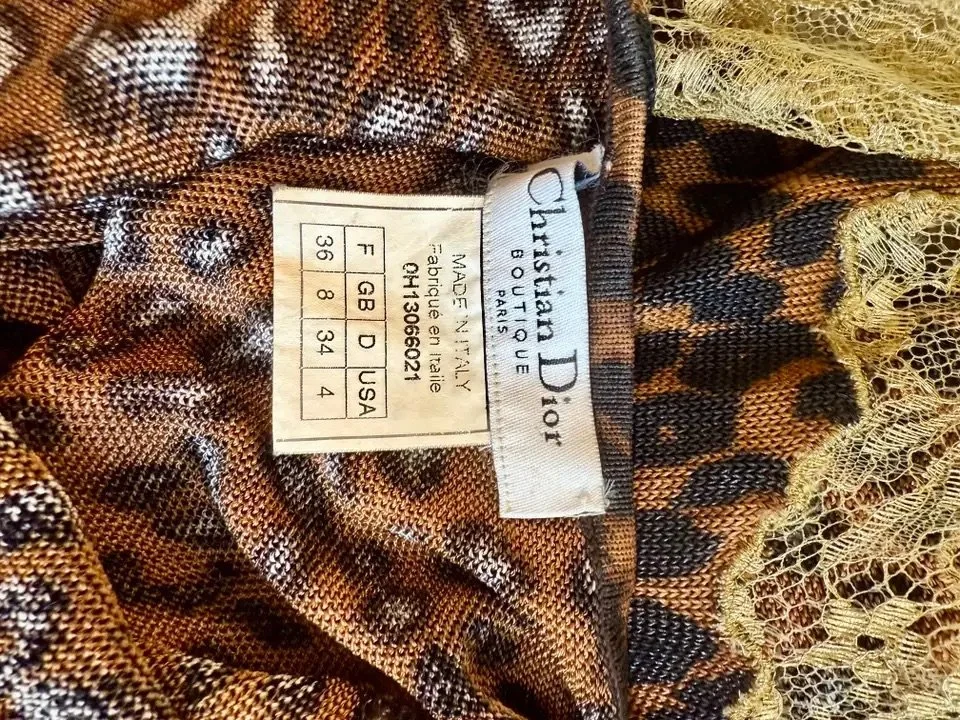 Christian Dior
BOUTIQUE
PARIS
MADE IN ITALY
Fabriqué en Italie
0H13066021
F GB D USA
36 8 34 4